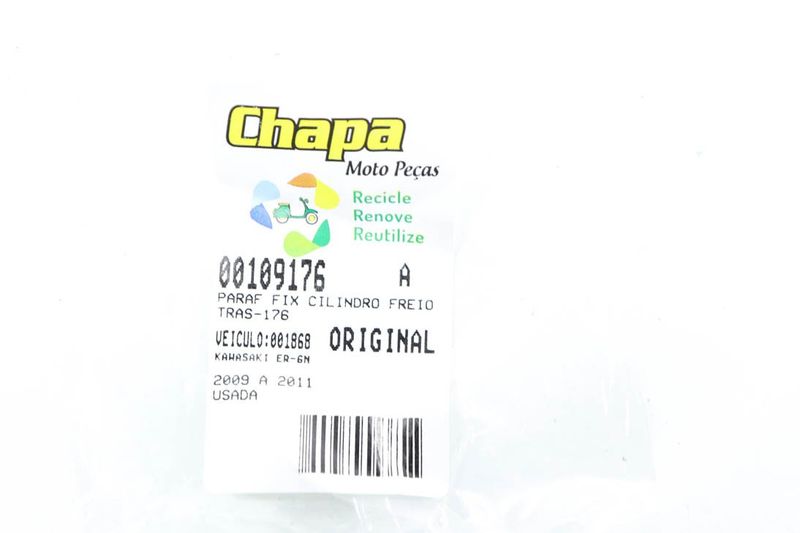 Chapa
Moto Peças
Recicle
Renove
Reutilize
00109176 A
PARAF FIX CILINDRO FREIO
TRAS-176
VEICULO:001868 ORIGINAL
KAWASAKI ER-6N
2009 A 2011
USADA